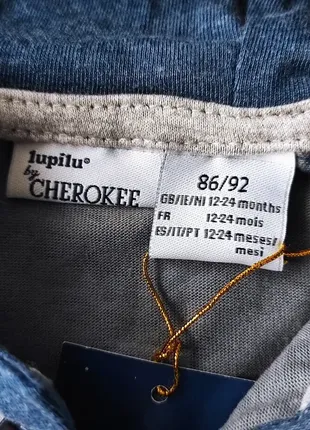 lupilu®
by
CHEROKEE
86/92
GB/IE/NI 12-24 months
FR 12-24 mois
ES/IT/PT 12-24 meses/
mesi